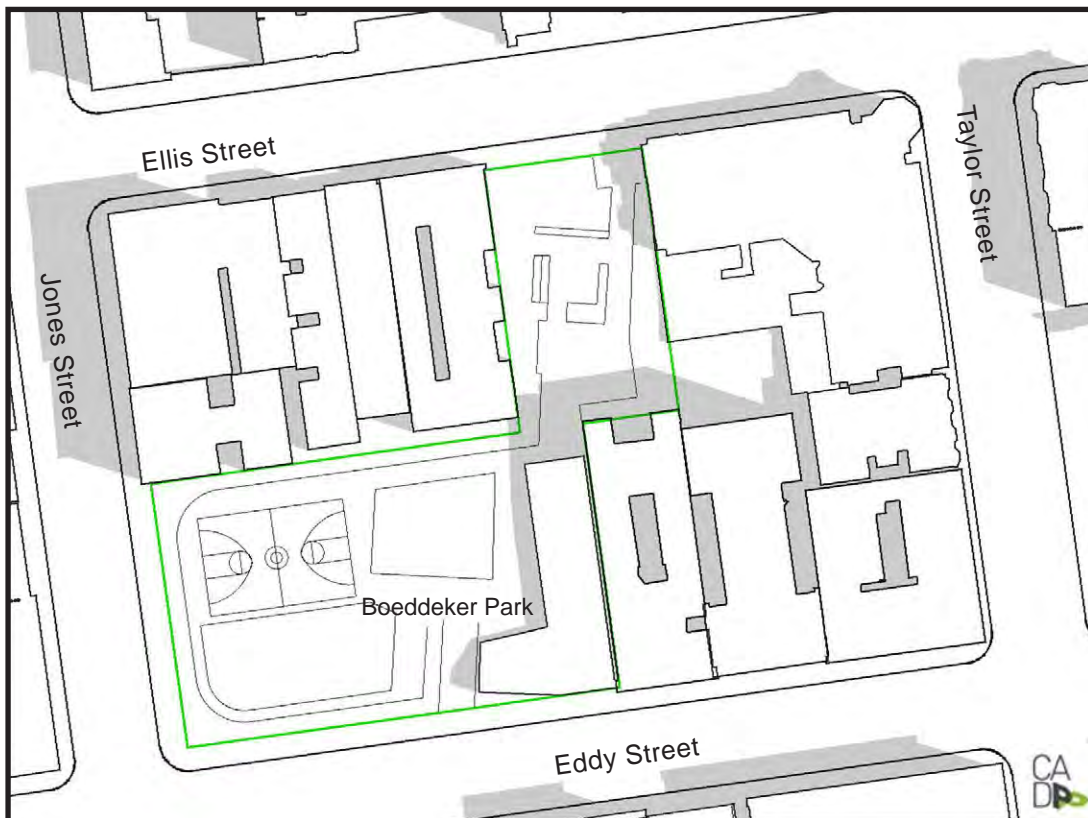 Ellis Street
Taylor Street
Jones Street
Boeddeker Park
Eddy Street
CA
DP